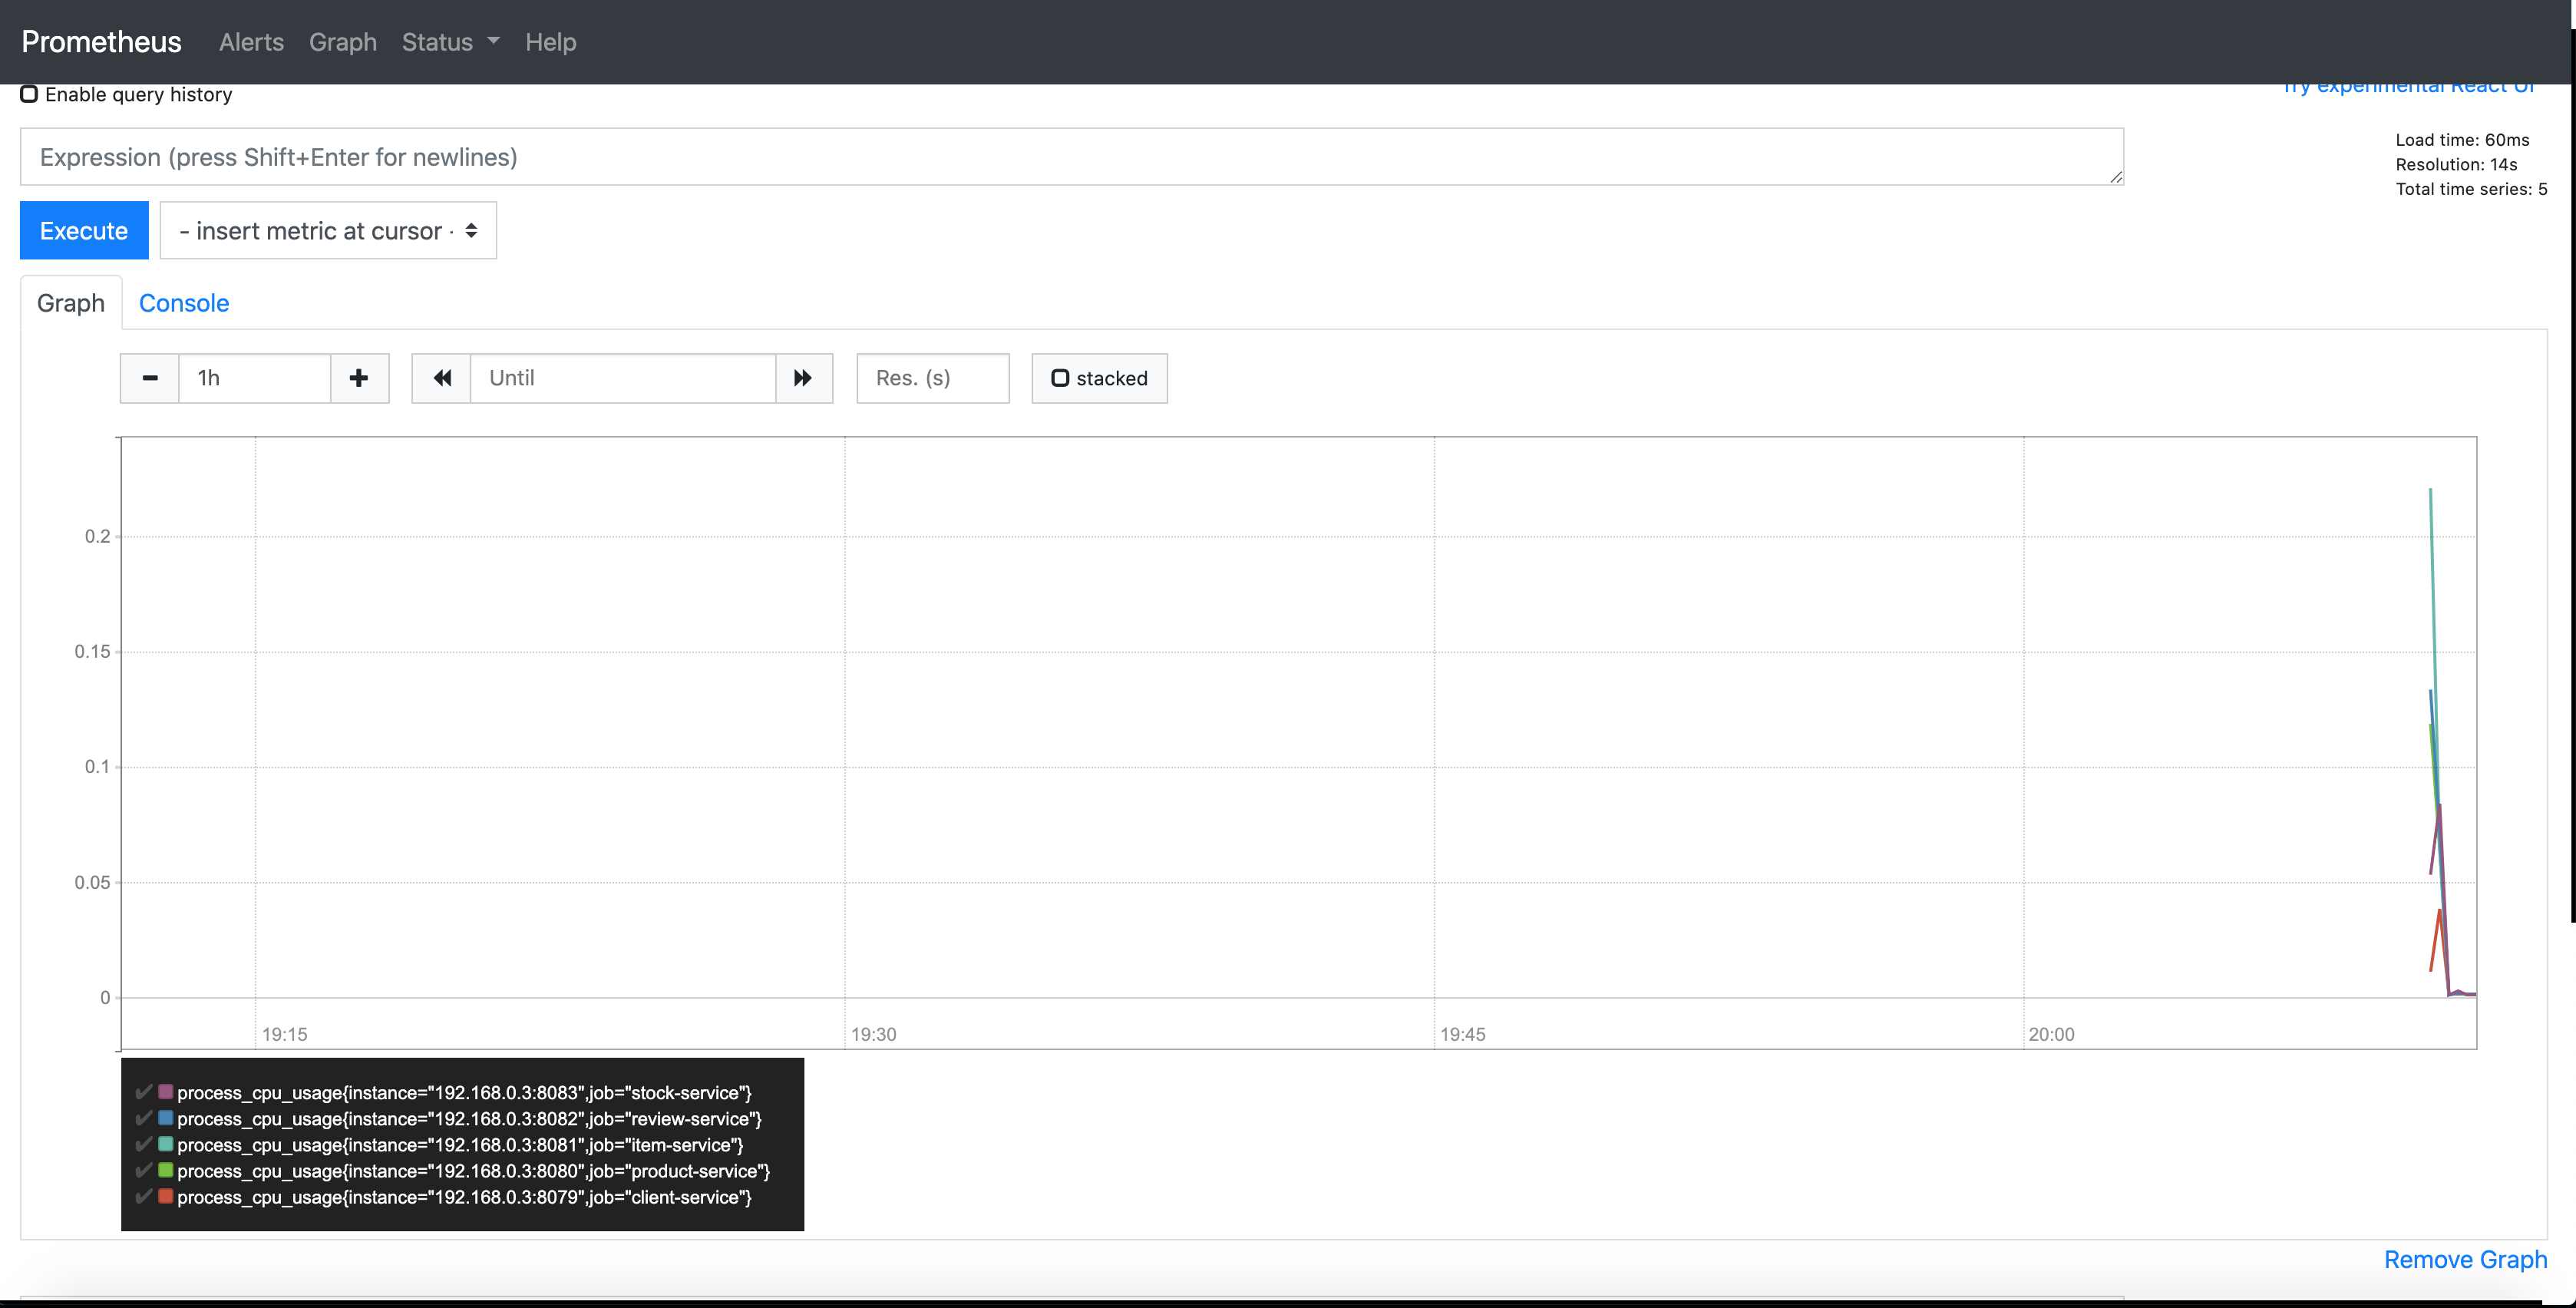 Prometheus Alerts Graph Status Help
Enable query history
Try experimental React UI
Expression (press Shift+Enter for newlines)
Load time: 60ms
Resolution: 14s
Total time series: 5
Execute
- insert metric at cursor -
Graph Console
1h Until Res. (s) stacked
0.2
0.15
0.1
0.05
0
19:15 19:30 19:45 20:00
process_cpu_usage{instance="192.168.0.3:8083",job="stock-service"}
process_cpu_usage{instance="192.168.0.3:8082",job="review-service"}
process_cpu_usage{instance="192.168.0.3:8081",job="item-service"}
process_cpu_usage{instance="192.168.0.3:8080",job="product-service"}
process_cpu_usage{instance="192.168.0.3:8079",job="client-service"}
Remove Graph